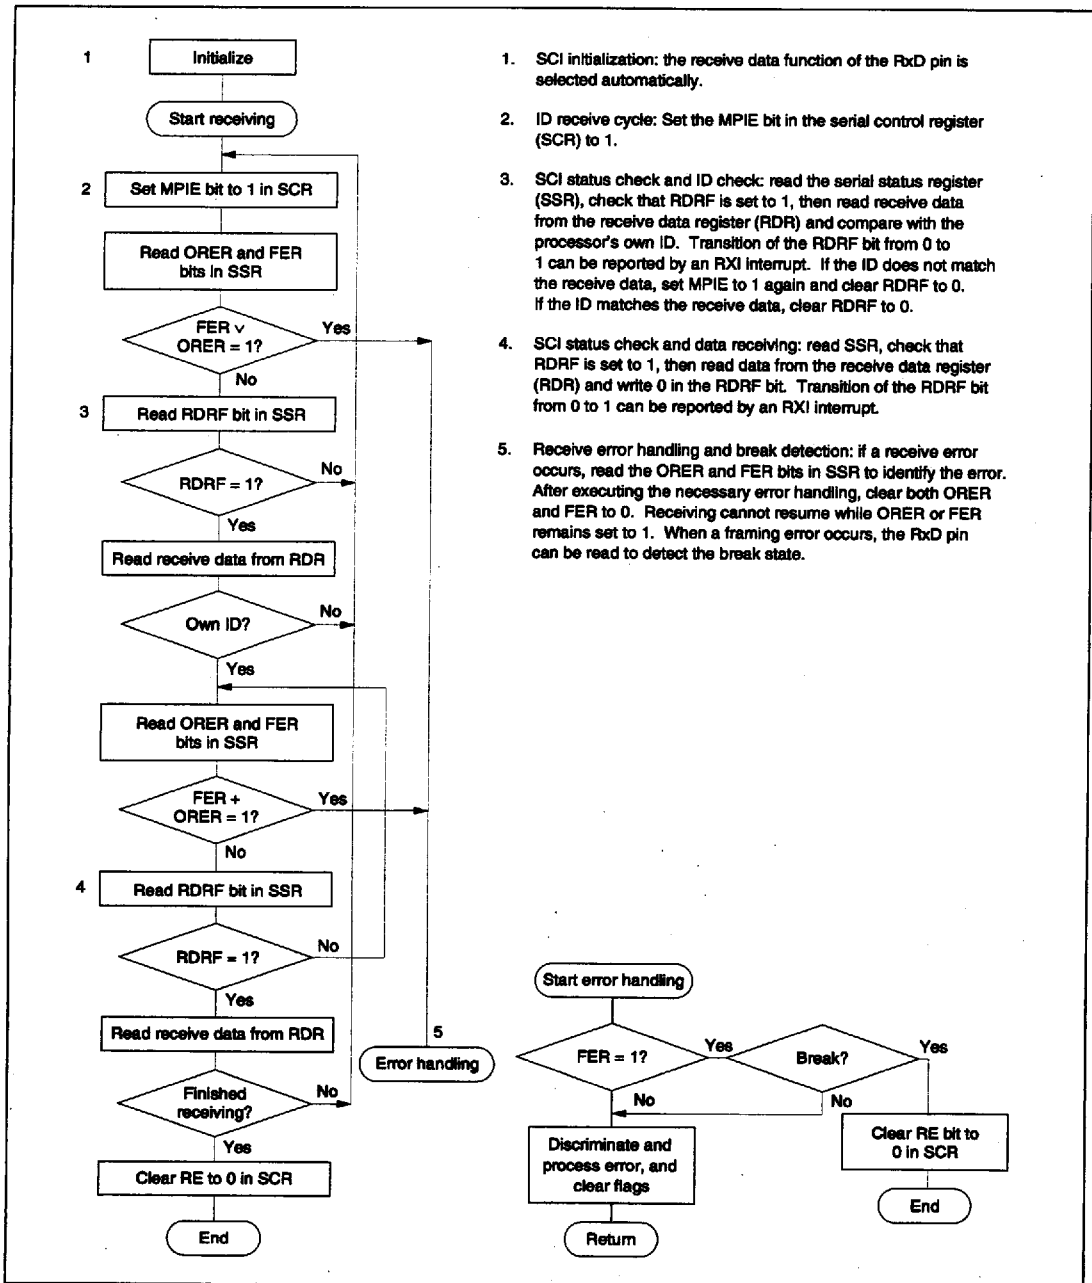 1
Initialize
Start receiving
2
Set MPIE bit to 1 in SCR
Read ORER and FER
bits in SSR
FER ∨
ORER = 1?
Yes
No
3
Read RDRF bit in SSR
RDRF = 1?
No
Yes
Read receive data from RDR
Own ID?
No
Yes
Read ORER and FER
bits in SSR
FER +
ORER = 1?
Yes
No
4
Read RDRF bit in SSR
RDRF = 1?
No
Yes
Read receive data from RDR
Finished
receiving?
No
Yes
Clear RE to 0 in SCR
End
5
Error handling
1. SCI initialization: the receive data function of the RxD pin is
selected automatically.
2. ID receive cycle: Set the MPIE bit in the serial control register
(SCR) to 1.
3. SCI status check and ID check: read the serial status register
(SSR), check that RDRF is set to 1, then read receive data
from the receive data register (RDR) and compare with the
processor's own ID. Transition of the RDRF bit from 0 to
1 can be reported by an RXI interrupt. If the ID does not match
the receive data, set MPIE to 1 again and clear RDRF to 0.
If the ID matches the receive data, clear RDRF to 0.
4. SCI status check and data receiving: read SSR, check that
RDRF is set to 1, then read data from the receive data register
(RDR) and write 0 in the RDRF bit. Transition of the RDRF bit
from 0 to 1 can be reported by an RXI interrupt.
5. Receive error handling and break detection: if a receive error
occurs, read the ORER and FER bits in SSR to identify the error.
After executing the necessary error handling, clear both ORER
and FER to 0. Receiving cannot resume while ORER or FER
remains set to 1. When a framing error occurs, the RxD pin
can be read to detect the break state.
Start error handling
FER = 1?
Yes
No
Break?
Yes
No
Discriminate and
process error, and
clear flags
Return
Clear RE bit to
0 in SCR
End